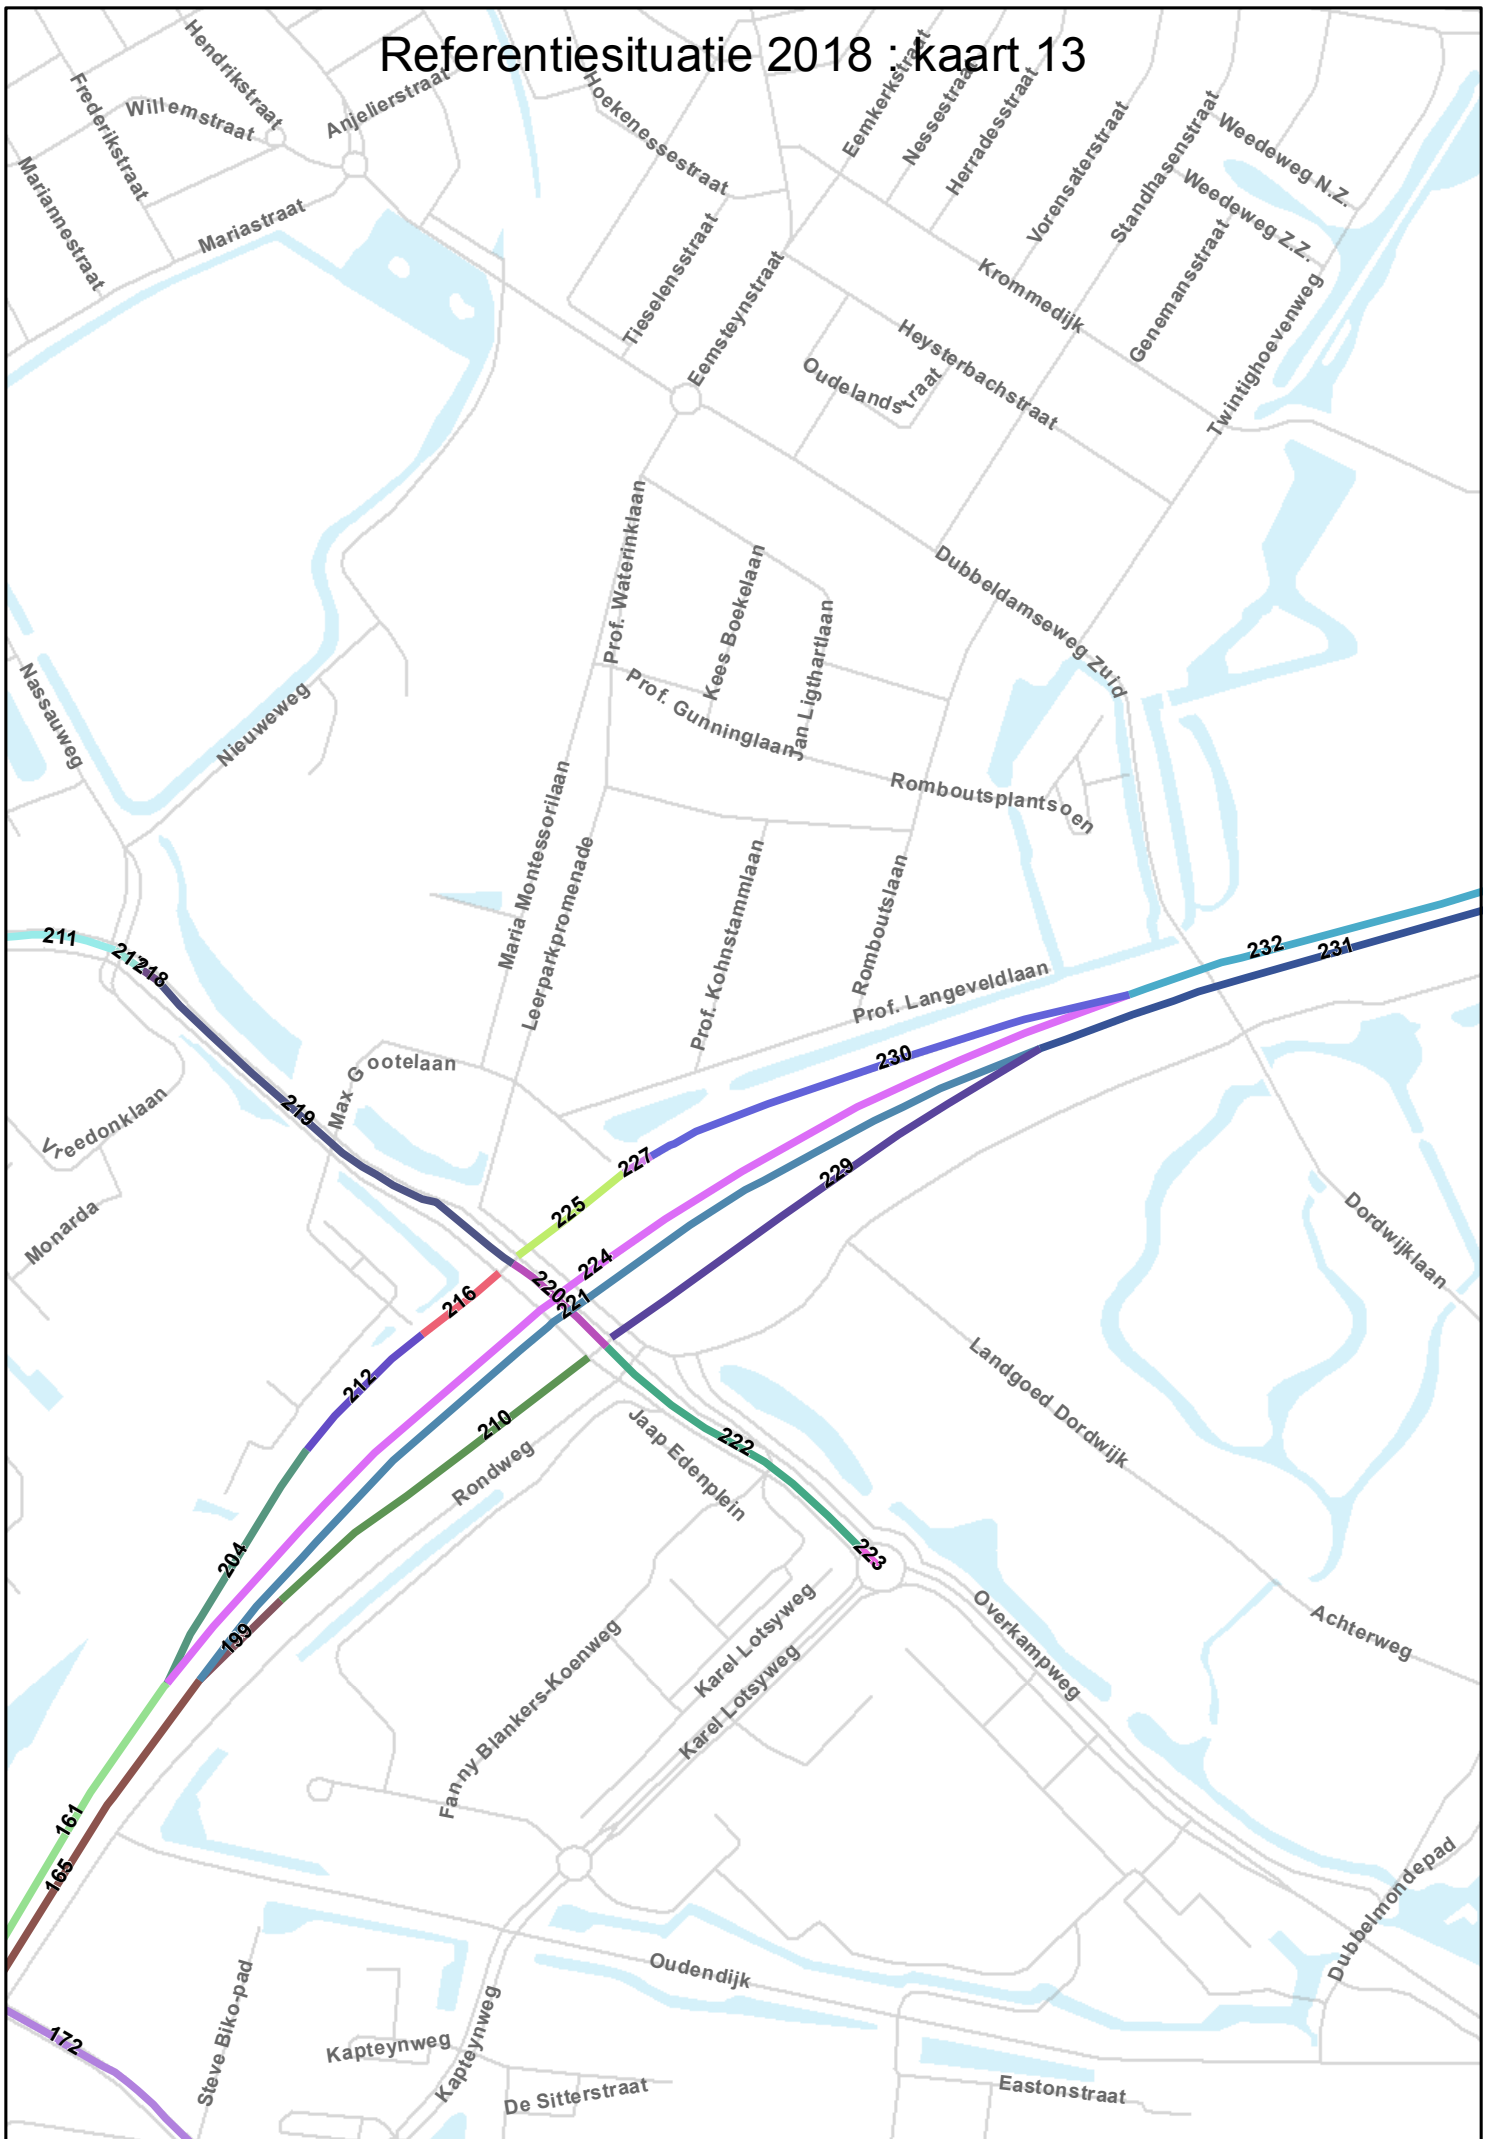 Referentiesituatie 2018 : kaart 13
Hendrikstraat
Frederikstraat
Willemstraat
Anjelierstraat
Mariannestraat
Mariastraat
Hoekenessestraat
Eemkerkstraat
Nessestraat
Herradesstraat
Vorensaterstraat
Standhasenstraat
Weedeweg N.Z.
Weedeweg Z.Z.
Genemansstraat
Twintighoevenweg
Tieselensstraat
Eemsteynstraat
Krommedijk
Heysterbachstraat
Oudelandstraat
Prof. Waterinklaan
Kees Boekelaan
Jan Ligthartlaan
Dubbeldamseweg Zuid
Prof. Gunninglaan
Nassauweg
Nieuweweg
Romboutsplantsoen
Maria Montessorilaan
Leerparkpromenade
Prof. Kohnstammlaan
Romboutslaan
Prof. Langeveldlaan
211
217
218
232
231
Max Gootelaan
230
Vreedonklaan
219
227
229
Monarda
225
224
220
221
216
Dordwijklaan
212
Landgoed Dordwijk
210
Rondweg
Jaap Edenplein
222
204
223
199
Karel Lotsyweg
Karel Lotsyweg
Overkampweg
Achterweg
Fanny Blankers-Koenweg
161
165
Dubbelmondepad
Oudendijk
172
Steve Biko-pad
Kapteynweg
Kapteynweg
De Sitterstraat
Eastonstraat